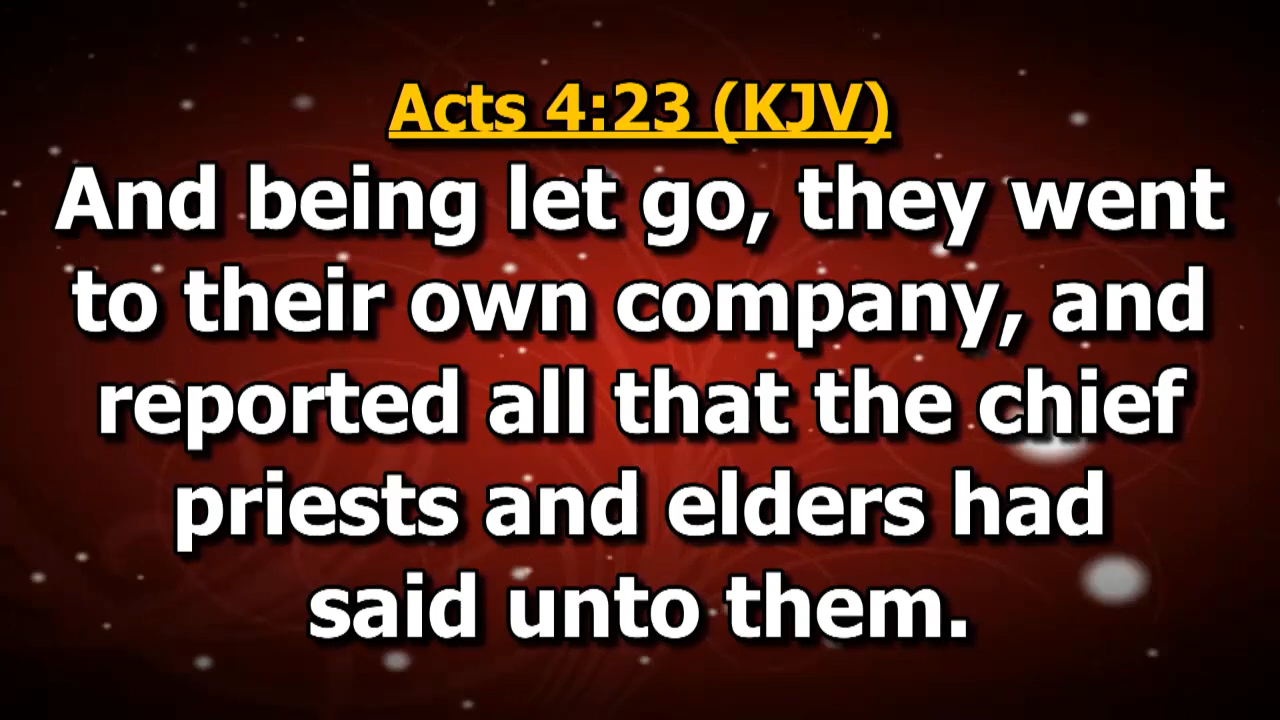 Acts 4:23 (KJV)
And being let go, they went
to their own company, and
reported all that the chief
priests and elders had
said unto them.